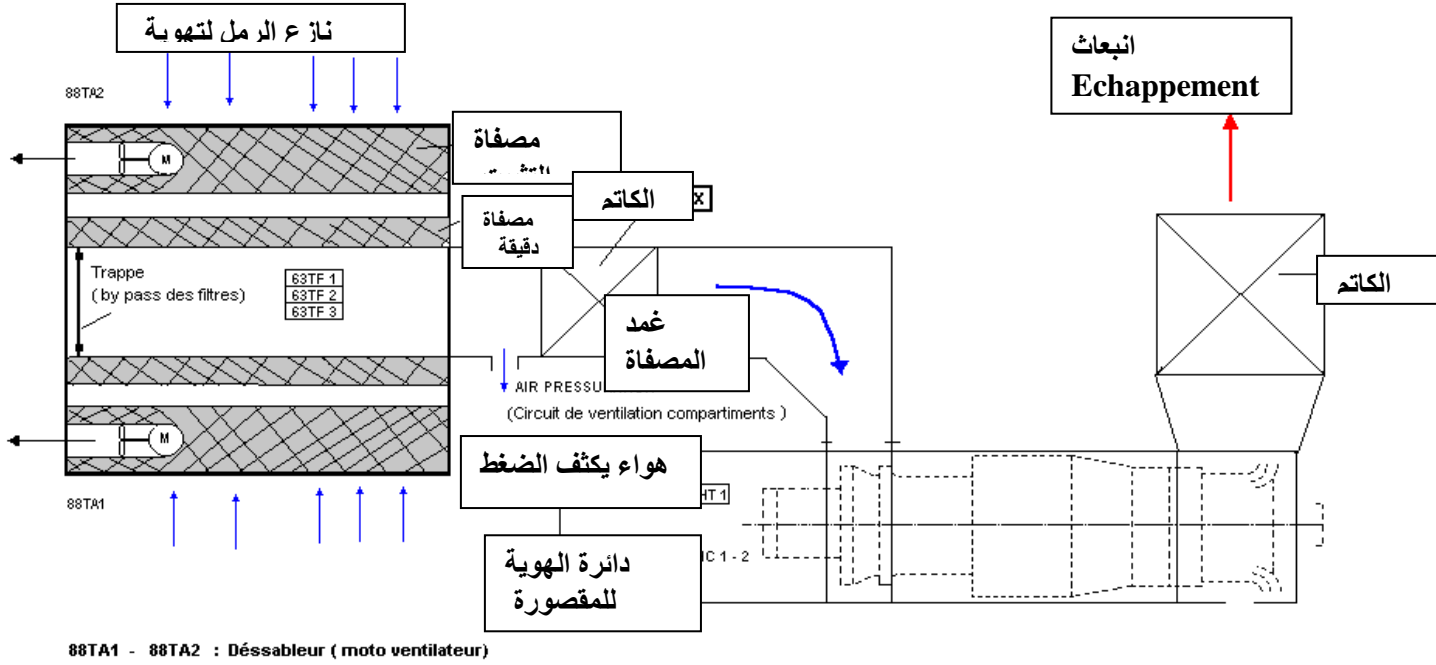 نازع الرمل لتهوية
انبعاث
Echappement
88TA2
مصفاة
M
الكاتم
X
مصفاة
دقيقة
Trappe
( by pass des filtres)
63TF 1
63TF 2
63TF 3
الكاتم
غمد
المصفاة
AIR PRESSU
(Circuit de ventilation compartiments )
M
هواء يكثف الضغط
HT 1
88TA1
دائرة الهوية
للمقصورة
IC 1 - 2
88TA1 - 88TA2 : Déssableur ( moto ventilateur)